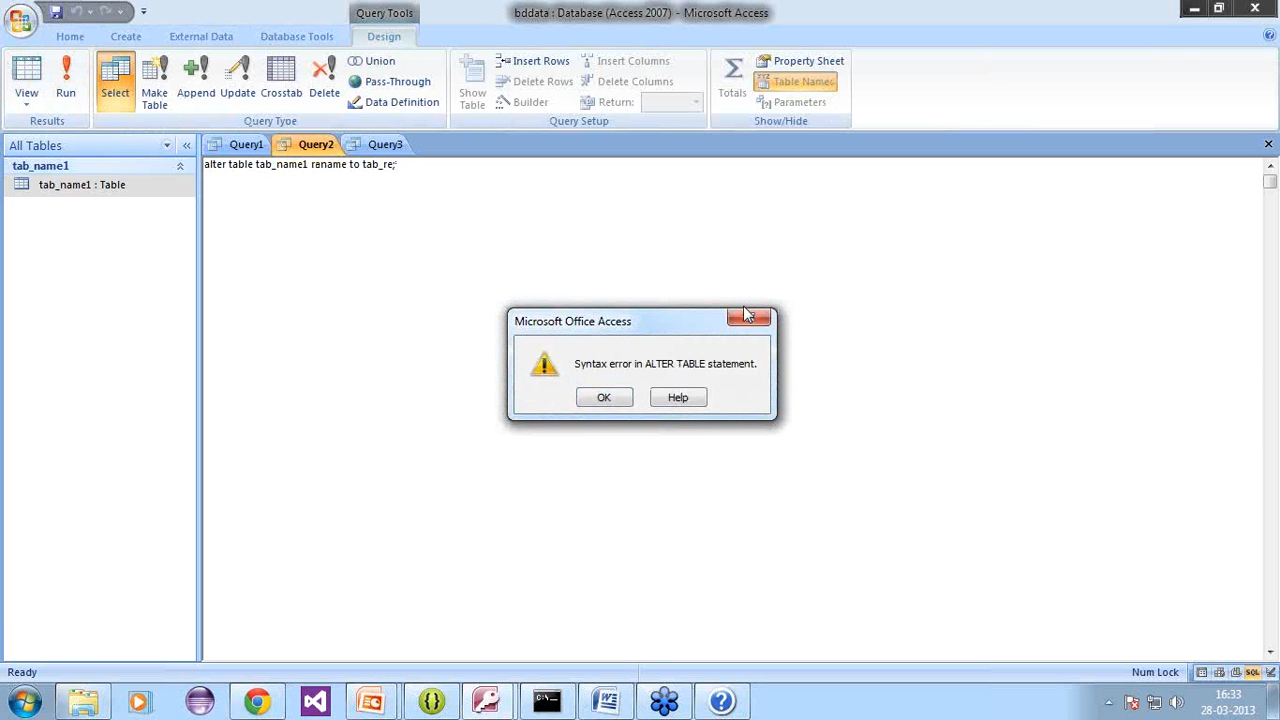 Query Tools
bddata : Database (Access 2007) - Microsoft Access
Home Create External Data Database Tools Design
View Run
Select Make Table Append Update Crosstab Delete
Union
Pass-Through
Data Definition
Show Table
Insert Rows
Delete Rows
Builder
Insert Columns
Delete Columns
Return:
Totals
Property Sheet
Table Names
Parameters
Results Query Type Query Setup Show/Hide
All Tables
tab_name1
tab_name1 : Table
Query1 Query2 Query3
alter table tab_name1 rename to tab_re;
Microsoft Office Access
Syntax error in ALTER TABLE statement.
OK Help
Ready
Num Lock
SQL
16:33
28-03-2013